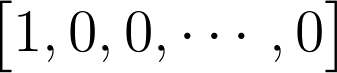 [1, 0, 0, · · · , 0]